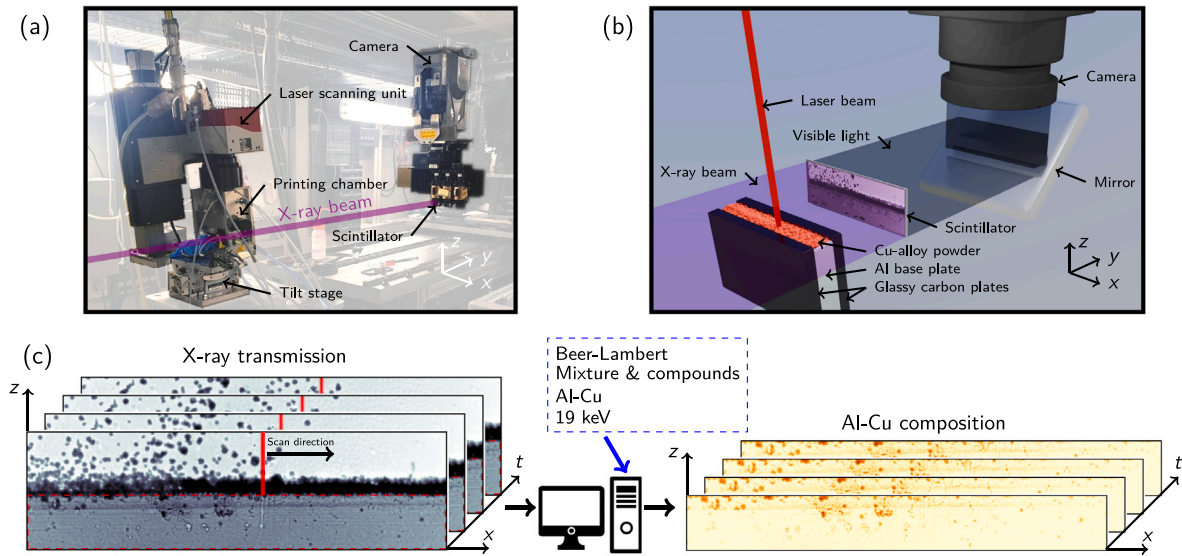 (a)
Camera
Laser scanning unit
Printing chamber
X-ray beam
Scintillator
Tilt stage
z
y
x
(b)
Camera
Laser beam
Visible light
X-ray beam
Mirror
Scintillator
Cu-alloy powder
Al base plate
Glassy carbon plates
z
y
x
(c)
X-ray transmission
z
Scan direction
t
x
Beer-Lambert
Mixture & compounds
Al-Cu
19 keV
Al-Cu composition
z
t
x